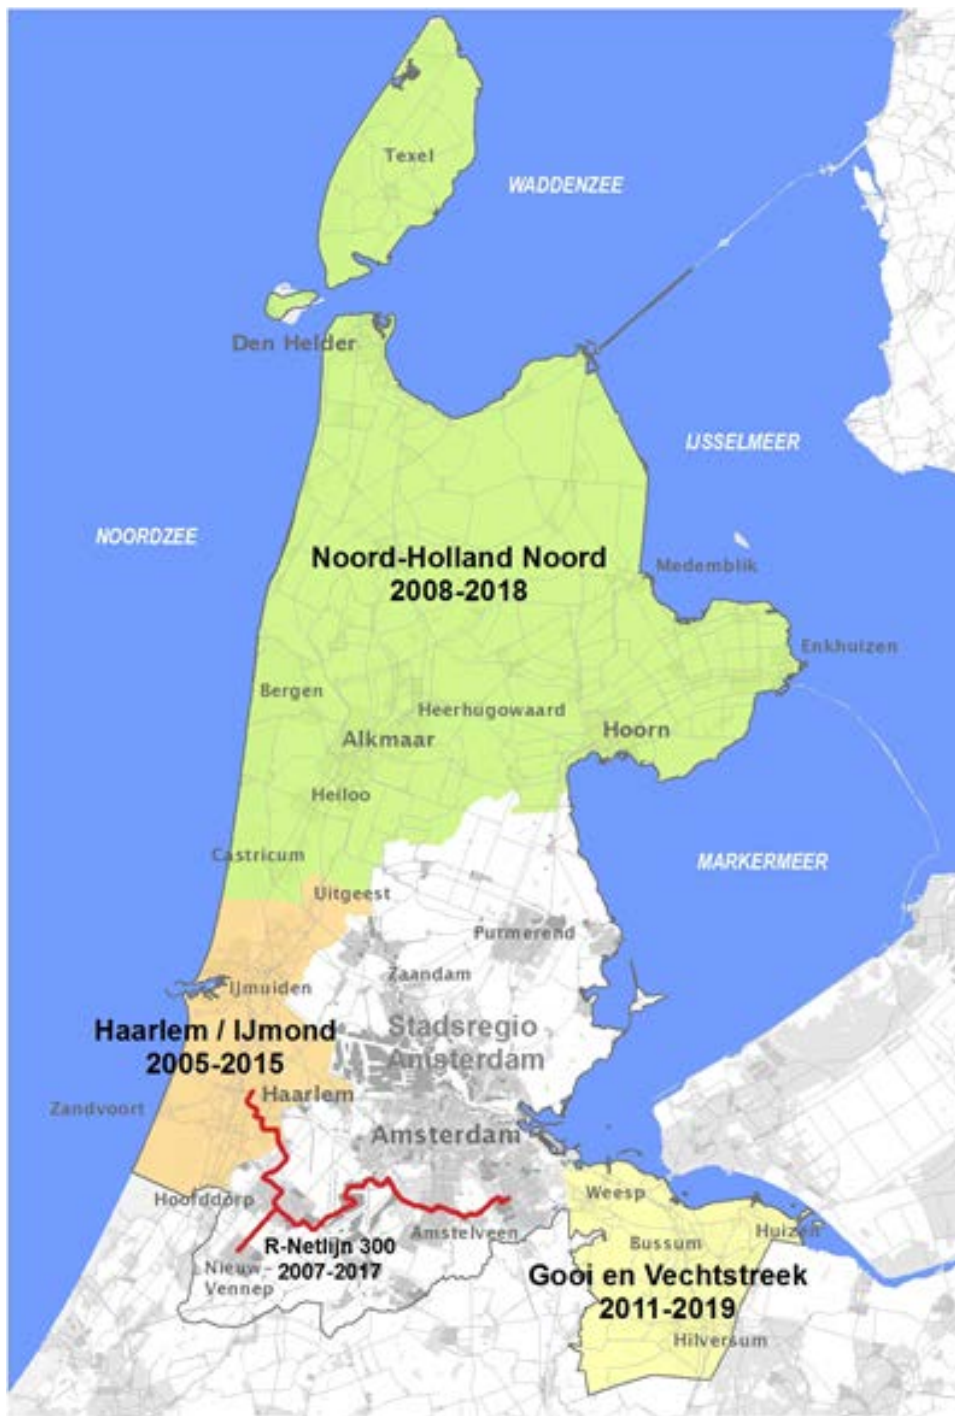 Texel
WADDENZEE
Den Helder
IJSSELMEER
NOORDZEE
Noord-Holland Noord
2008-2018
Medemblik
Enkhuizen
Bergen
Heerhugowaard
Alkmaar
Hoorn
Heiloo
Castricum
MARKERMEER
Uitgeest
Purmerend
Zaandam
IJmuiden
Haarlem / IJmond
2005-2015
Stadsregio
Amsterdam
Haarlem
Zandvoort
Amsterdam
Hoofddorp
Weesp
Amstelveen
Huizen
Bussum
R-Netlijn 300
2007-2017
Nieuw-
Vennep
Gooi en Vechtstreek
2011-2019
Hilversum